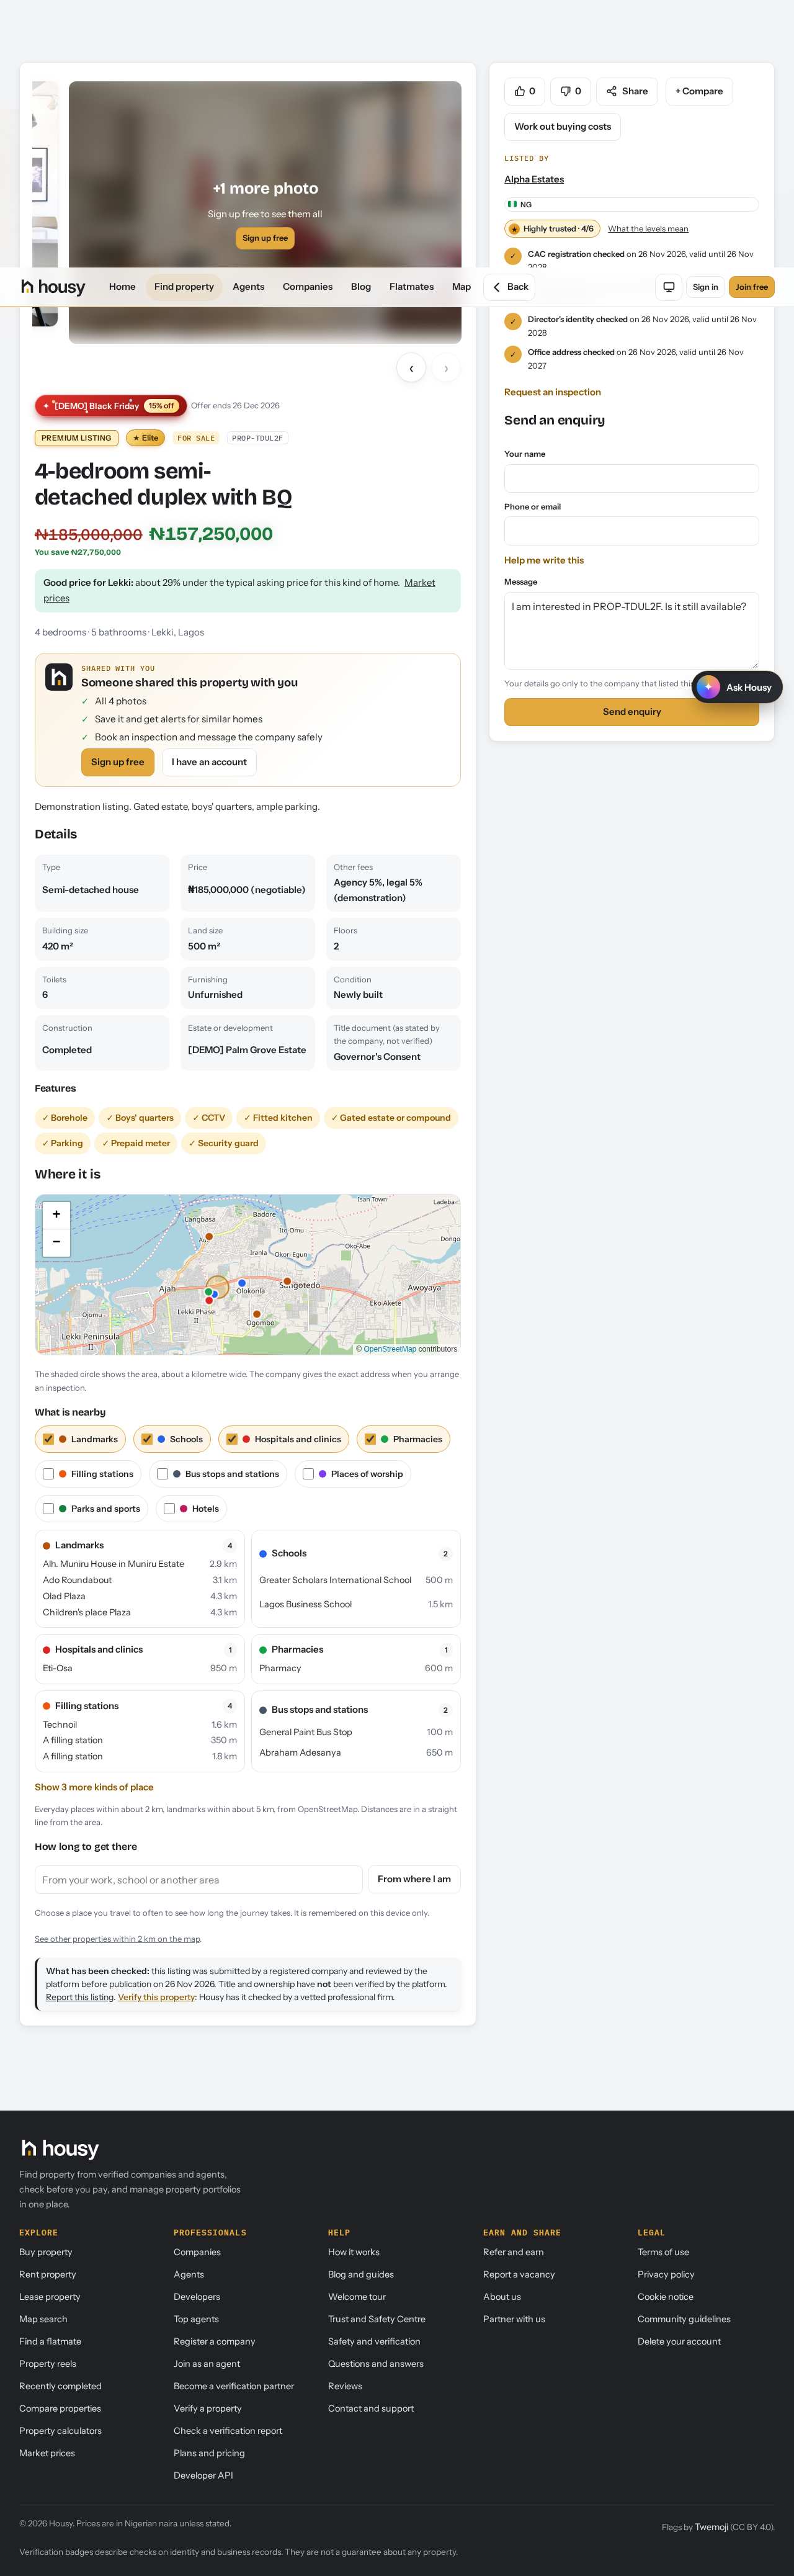 +1 more photo
Sign up free to see them all
Sign up free
0
0
Share
+ Compare
Work out buying costs
LISTED BY
Alpha Estates
NG
Highly trusted · 4/6
What the levels mean
CAC registration checked on 26 Nov 2026, valid until 26 Nov
housy
Home
Find property
Agents
Companies
Blog
Flatmates
Map
Back
Sign in
Join free
Director's identity checked on 26 Nov 2026, valid until 26 Nov
2028
Office address checked on 26 Nov 2026, valid until 26 Nov
2027
Request an inspection
Send an enquiry
Your name
Phone or email
Help me write this
Message
I am interested in PROP-TDUL2F. Is it still available?
Your details go only to the company that listed
Ask Housy
Send enquiry
[DEMO] Black Friday
15% off
Offer ends 26 Dec 2026
PREMIUM LISTING
★ Elite
FOR SALE
PROP-TDUL2F
4-bedroom semi-
detached duplex with BQ
₦185,000,000 ₦157,250,000
You save ₦27,750,000
Good price for Lekki: about 29% under the typical asking price for this kind of home. Market
prices
4 bedrooms · 5 bathrooms · Lekki, Lagos
SHARED WITH YOU
Someone shared this property with you
✓ All 4 photos
✓ Save it and get alerts for similar homes
✓ Book an inspection and message the company safely
Sign up free
I have an account
Demonstration listing. Gated estate, boys' quarters, ample parking.
Details
Type
Semi-detached house
Price
₦185,000,000 (negotiable)
Other fees
Agency 5%, legal 5%
(demonstration)
Building size
420 m²
Land size
500 m²
Floors
2
Toilets
6
Furnishing
Unfurnished
Condition
Newly built
Construction
Completed
Estate or development
[DEMO] Palm Grove Estate
Title document (as stated by
the company, not verified)
Governor's Consent
Features
✓ Borehole
✓ Boys' quarters
✓ CCTV
✓ Fitted kitchen
✓ Gated estate or compound
✓ Parking
✓ Prepaid meter
✓ Security guard
Where it is
+
−
Isan Town
Ladeba-
Badore
Langbasa
Ito-Omu
Oko-Abe
Dongo
Iranla
Okori Egun
Ajah
Olokonla
Sangotedo
Awoyaya
Eko Akete
Lekki Phase
II
Ojomu
Ogombo
Lekki Peninsula
II
© OpenStreetMap contributors
The shaded circle shows the area, about a kilometre wide. The company gives the exact address when you arrange
an inspection.
What is nearby
Landmarks
Schools
Hospitals and clinics
Pharmacies
Filling stations
Bus stops and stations
Places of worship
Parks and sports
Hotels
Landmarks 4
Alh. Muniru House in Muniru Estate 2.9 km
Ado Roundabout 3.1 km
Olad Plaza 4.3 km
Children's place Plaza 4.3 km
Schools 2
Greater Scholars International School 500 m
Lagos Business School 1.5 km
Hospitals and clinics 1
Eti-Osa 950 m
Pharmacies 1
Pharmacy 600 m
Filling stations 4
Technoil 1.6 km
A filling station 350 m
A filling station 1.8 km
Bus stops and stations 2
General Paint Bus Stop 100 m
Abraham Adesanya 650 m
Show 3 more kinds of place
Everyday places within about 2 km, landmarks within about 5 km, from OpenStreetMap. Distances are in a straight
line from the area.
How long to get there
From your work, school or another area
From where I am
Choose a place you travel to often to see how long the journey takes. It is remembered on this device only.
See other properties within 2 km on the map.
What has been checked: this listing was submitted by a registered company and reviewed by the
platform before publication on 26 Nov 2026. Title and ownership have not been verified by the platform.
Report this listing. Verify this property: Housy has it checked by a vetted professional firm.
housy
Find property from verified companies and agents,
check before you pay, and manage property portfolios
in one place.
EXPLORE
Buy property
Rent property
Lease property
Map search
Find a flatmate
Property reels
Recently completed
Compare properties
Property calculators
Market prices
PROFESSIONALS
Companies
Agents
Developers
Top agents
Register a company
Join as an agent
Become a verification partner
Verify a property
Check a verification report
Plans and pricing
Developer API
HELP
How it works
Blog and guides
Welcome tour
Trust and Safety Centre
Safety and verification
Questions and answers
Reviews
Contact and support
EARN AND SHARE
Refer and earn
Report a vacancy
About us
Partner with us
LEGAL
Terms of use
Privacy policy
Cookie notice
Community guidelines
Delete your account
© 2026 Housy. Prices are in Nigerian naira unless stated.
Flags by Twemoji (CC BY 4.0).
Verification badges describe checks on identity and business records. They are not a guarantee about any property.